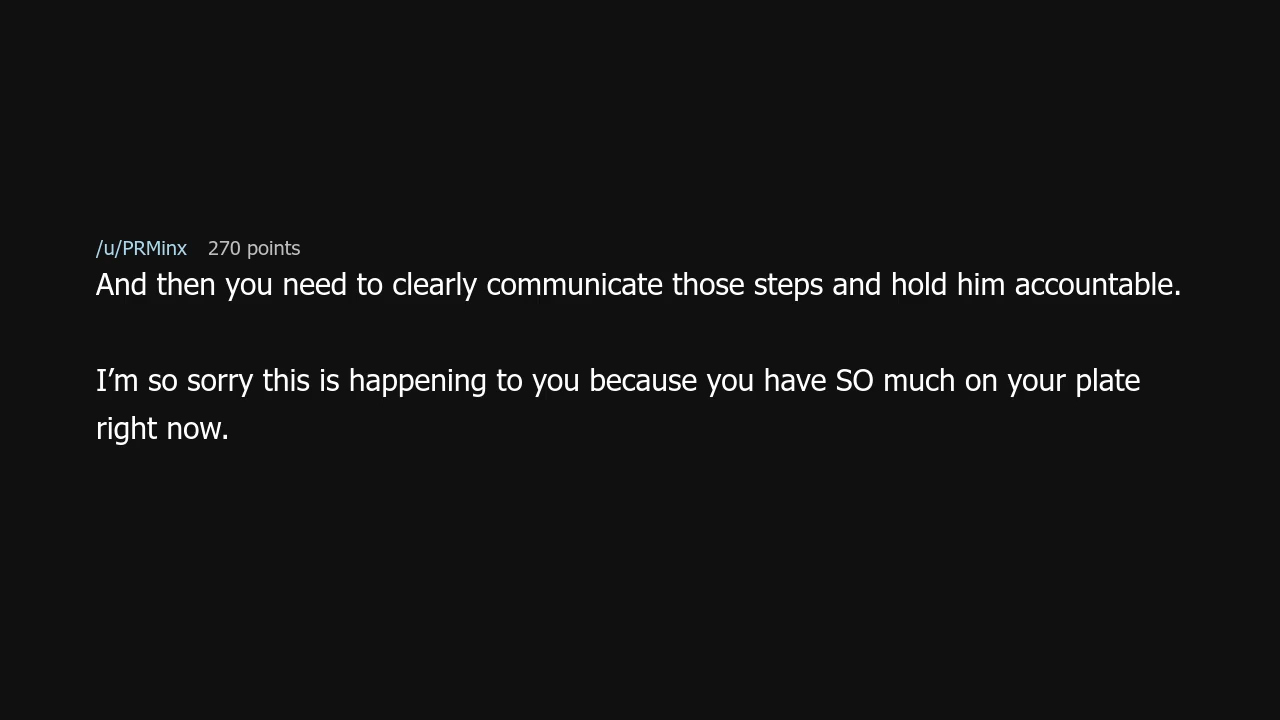 /u/PRMinx 270 points
And then you need to clearly communicate those steps and hold him accountable.
I’m so sorry this is happening to you because you have SO much on your plate
right now.